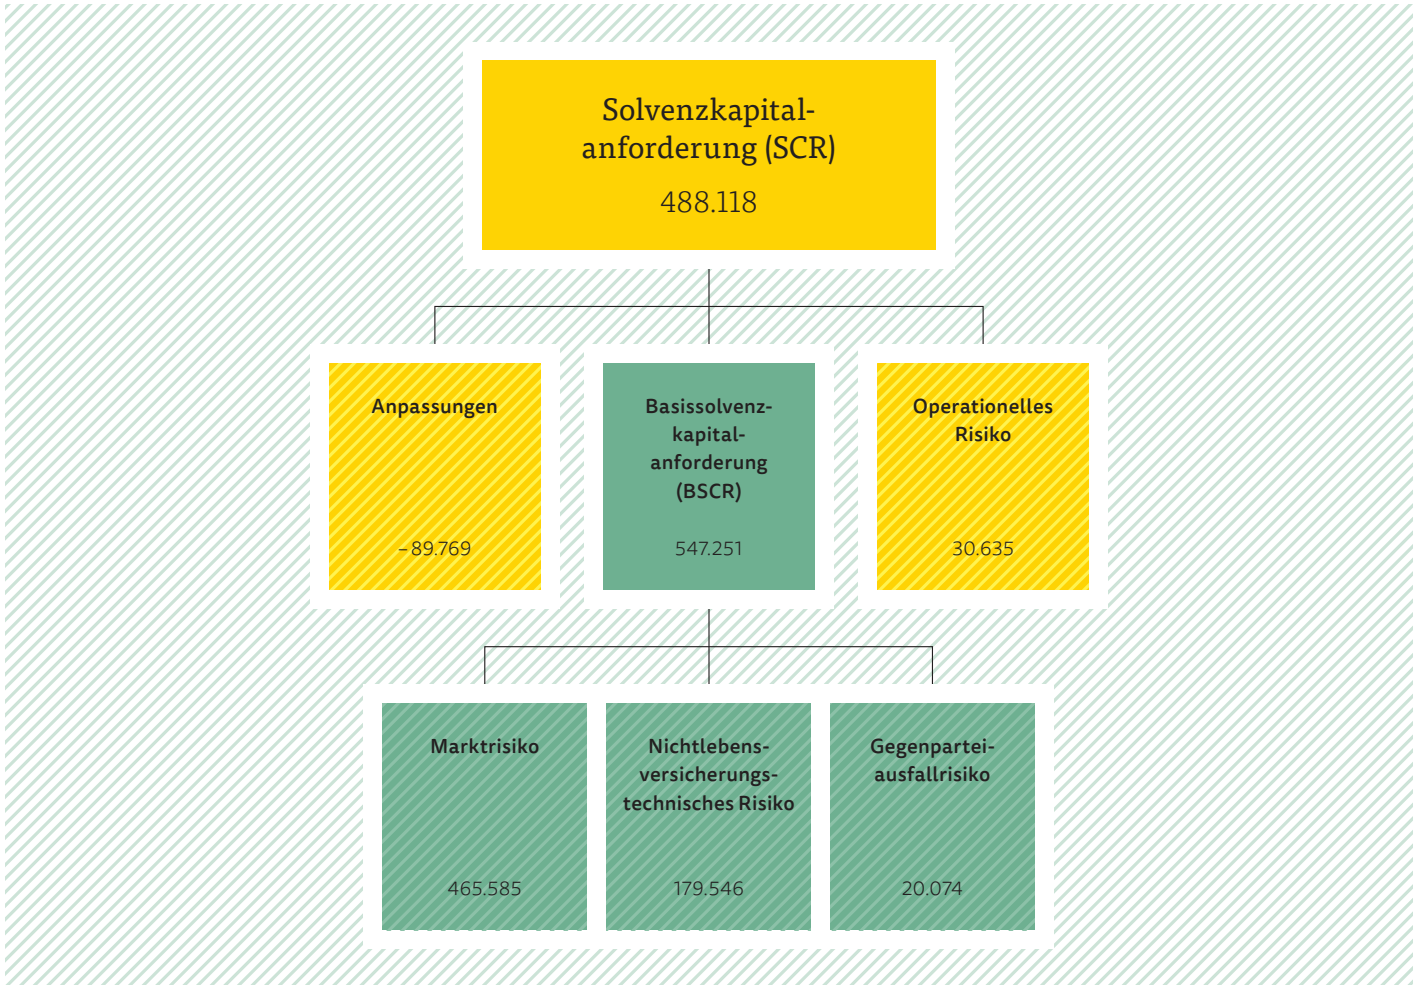 Solvenzkapital-
anforderung (SCR)
488.118
Anpassungen
– 89.769
Basissolvenz-
kapital-
anforderung
(BSCR)
547.251
Operationelles
Risiko
30.635
Marktrisiko
465.585
Nichtlebens-
versicherungs-
technisches Risiko
179.546
Gegenpartei-
ausfallrisiko
20.074